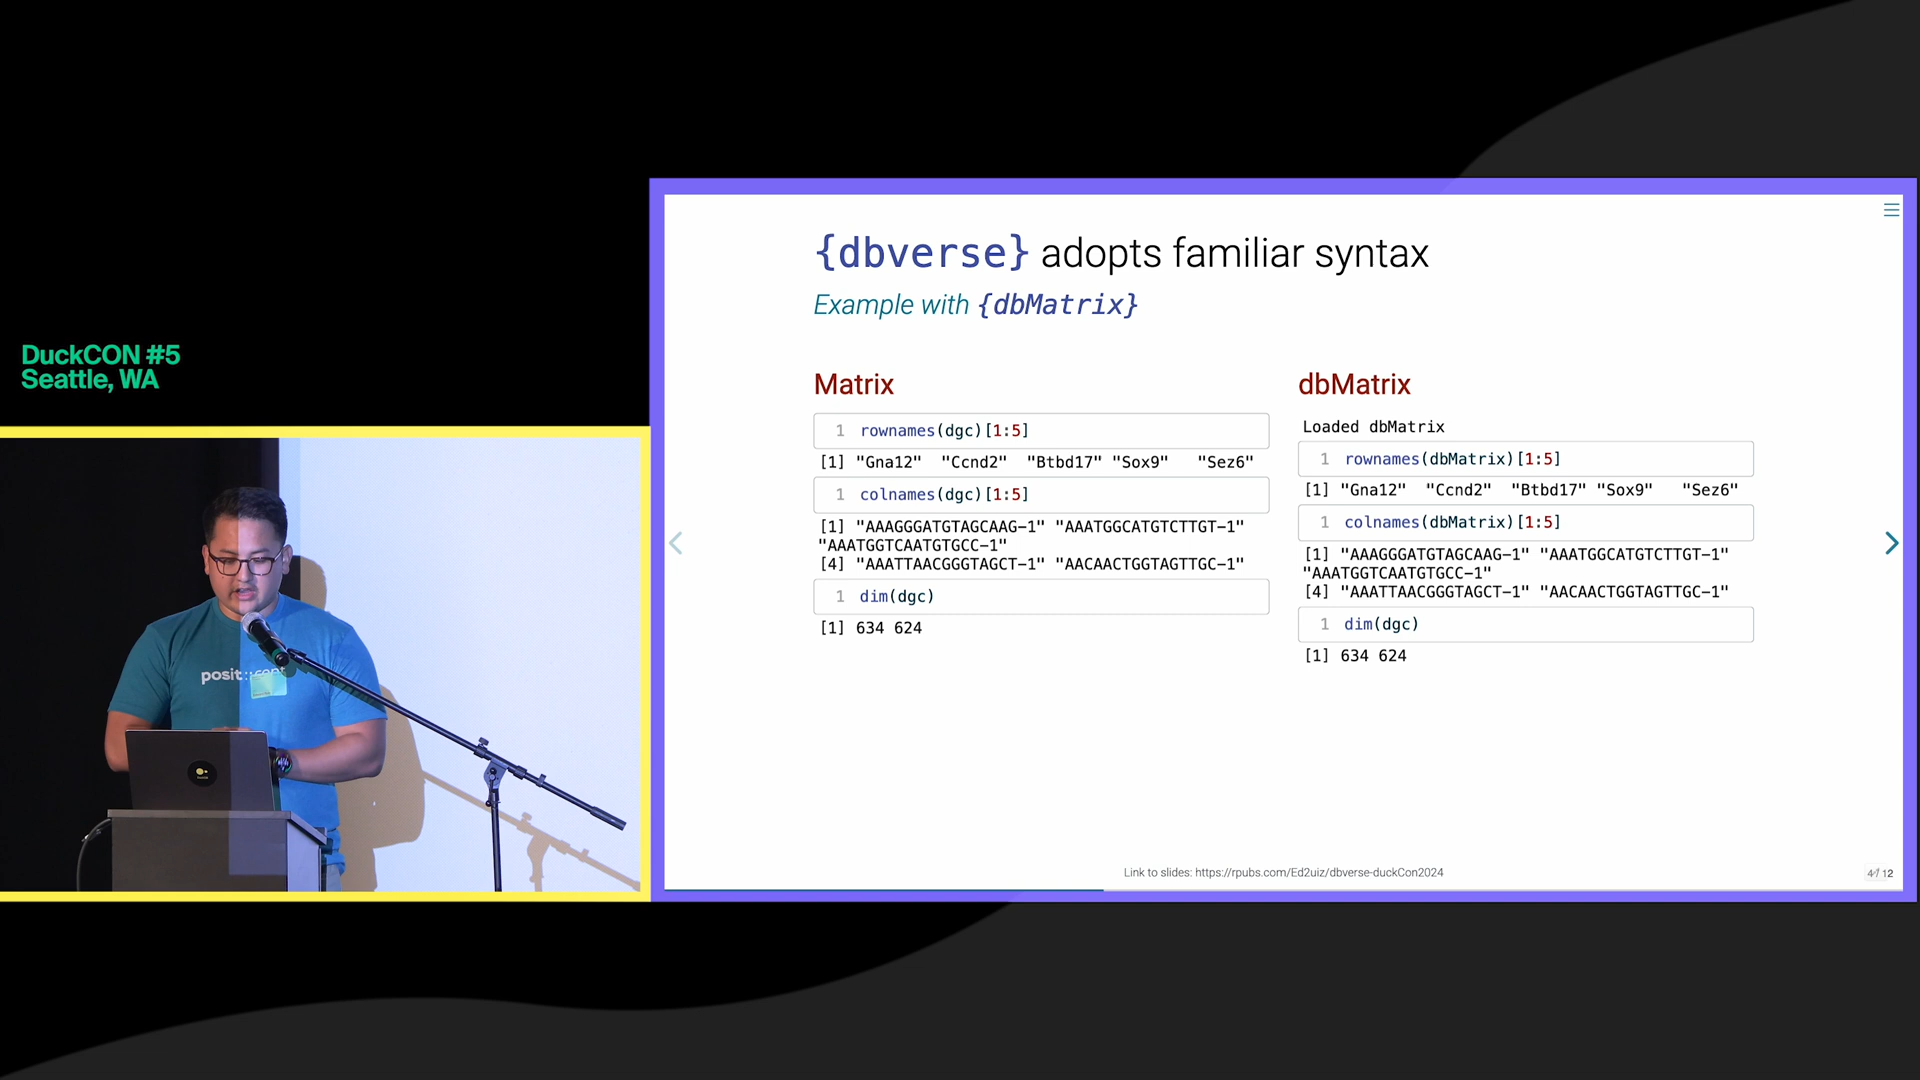 DuckCON #5
Seattle, WA
posit::conf
{dbverse} adopts familiar syntax
Example with {dbMatrix}
Matrix
1 rownames(dgc)[1:5]
[1] "Gna12" "Ccnd2" "Btbd17" "Sox9" "Sez6"
1 colnames(dgc)[1:5]
[1] "AAAGGGATGTAGCAAG-1" "AAATGGCATGTCTTGT-1"
"AAATGGTCAATGTGCC-1"
[4] "AAATTAACGGGTAGCT-1" "AACAACTGGTAGTTGC-1"
1 dim(dgc)
[1] 634 624
dbMatrix
Loaded dbMatrix
1 rownames(dbMatrix)[1:5]
[1] "Gna12" "Ccnd2" "Btbd17" "Sox9" "Sez6"
1 colnames(dbMatrix)[1:5]
[1] "AAAGGGATGTAGCAAG-1" "AAATGGCATGTCTTGT-1"
"AAATGGTCAATGTGCC-1"
[4] "AAATTAACGGGTAGCT-1" "AACAACTGGTAGTTGC-1"
1 dim(dgc)
[1] 634 624
Link to slides: https://rpubs.com/Ed2uiz/dbverse-duckCon2024
4 / 12